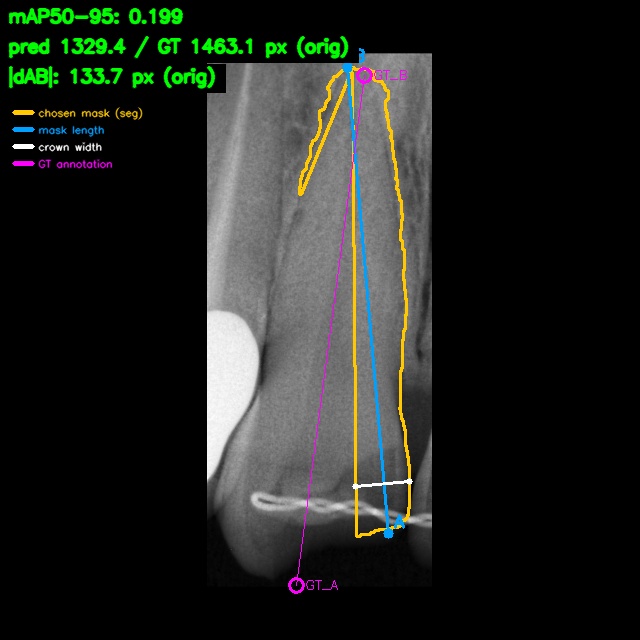 mAP50-95: 0.199
pred 1329.4 / GT 1463.1 px (orig)
|dAB|: 133.7 px (orig)
chosen mask (seg)
mask length
crown width
GT annotation
GT_B
GT_A